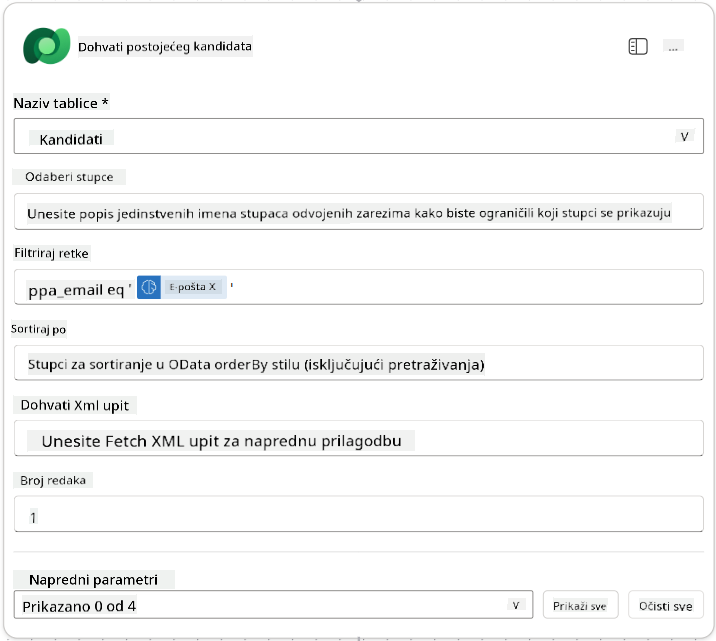 Dohvati postojećeg kandidata
...
Naziv tablice *
Kandidati
V
Odaberi stupce
Unesite popis jedinstvenih imena stupaca odvojenih zarezima kako biste ograničili koji stupci se prikazuju
Filtriraj retke
ppa_email eq ' E-pošta X '
Sortiraj po
Stupci za sortiranje u OData orderBy stilu (isključujući pretraživanja)
Dohvati Xml upit
Unesite Fetch XML upit za naprednu prilagodbu
Broj redaka
1
Napredni parametri
Prikazano 0 od 4 V Prikaži sve Očisti sve